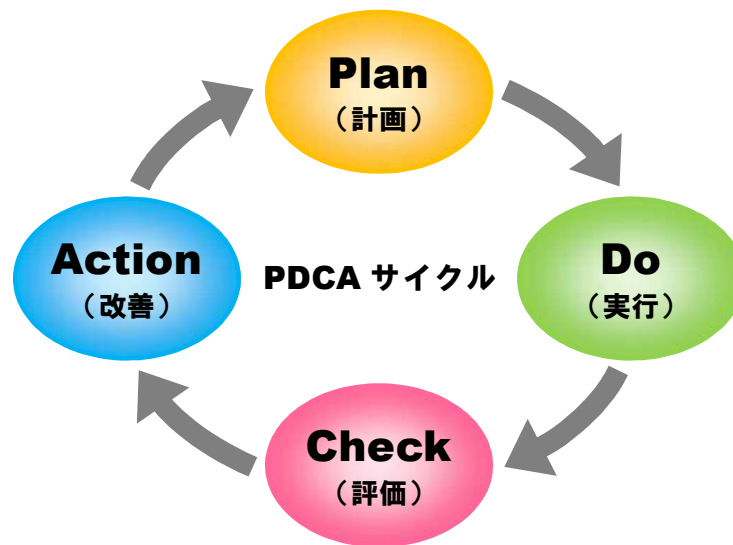 Plan
（計画）
Do
（実行）
Check
（評価）
Action
（改善）
PDCA サイクル